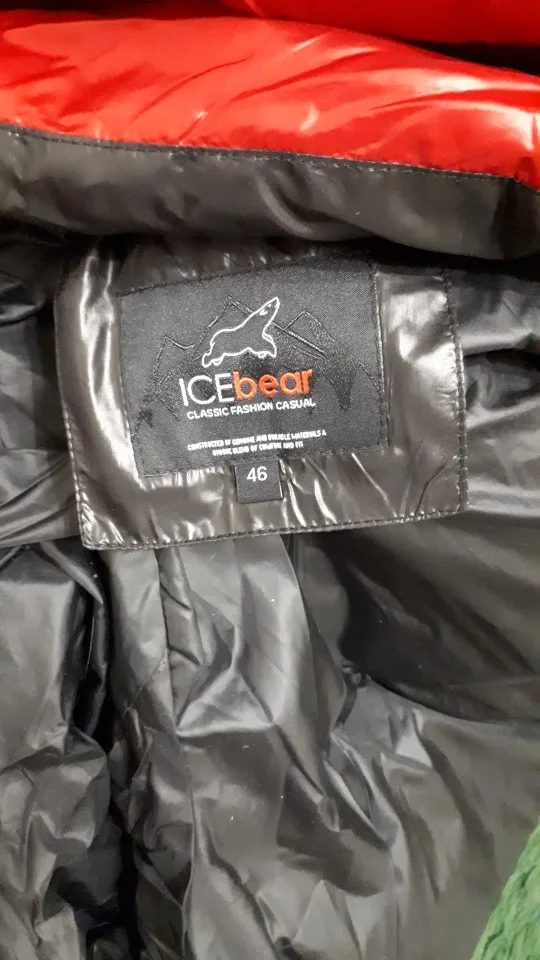 ICEbear
CLASSIC FASHION CASUAL
CONSTRUCTED OF GENUINE AND DURABLE MATERIALS A
UNIQUE BLEND OF COMFORT AND FIT
46